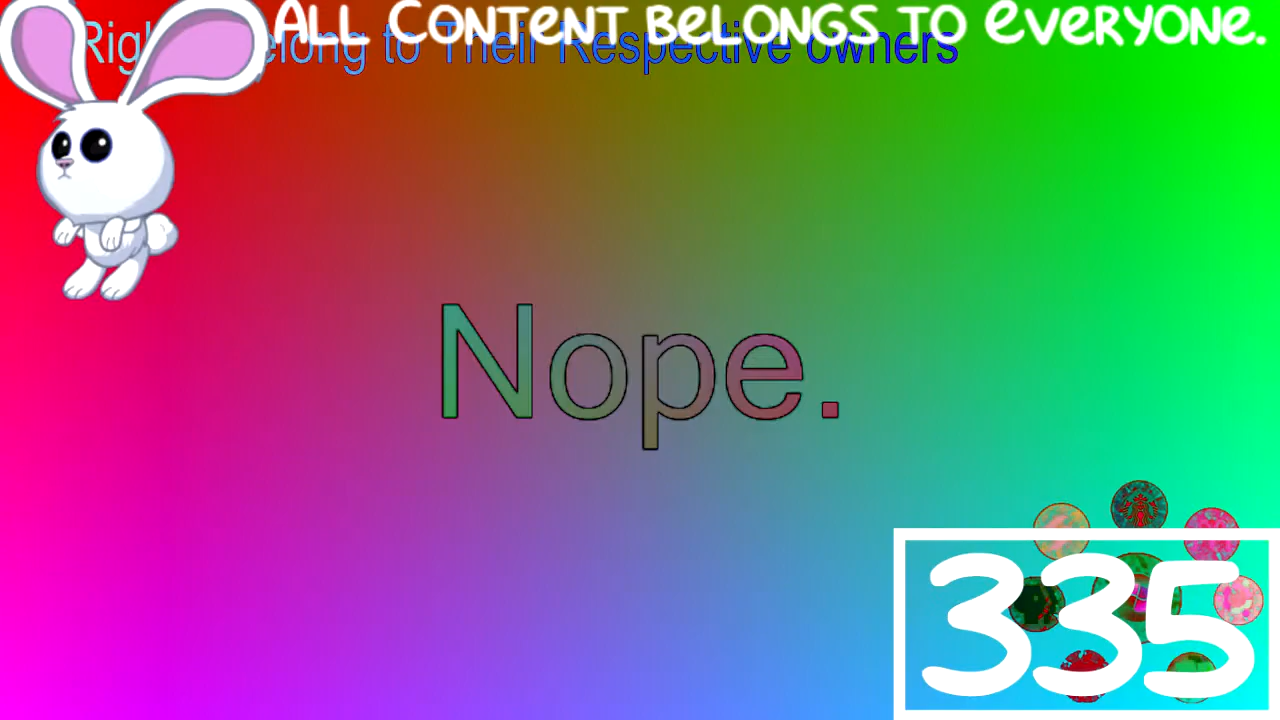 ALL CONTENT BELONGS TO EVERYONE.
to Their Respective owners
Nope.
335